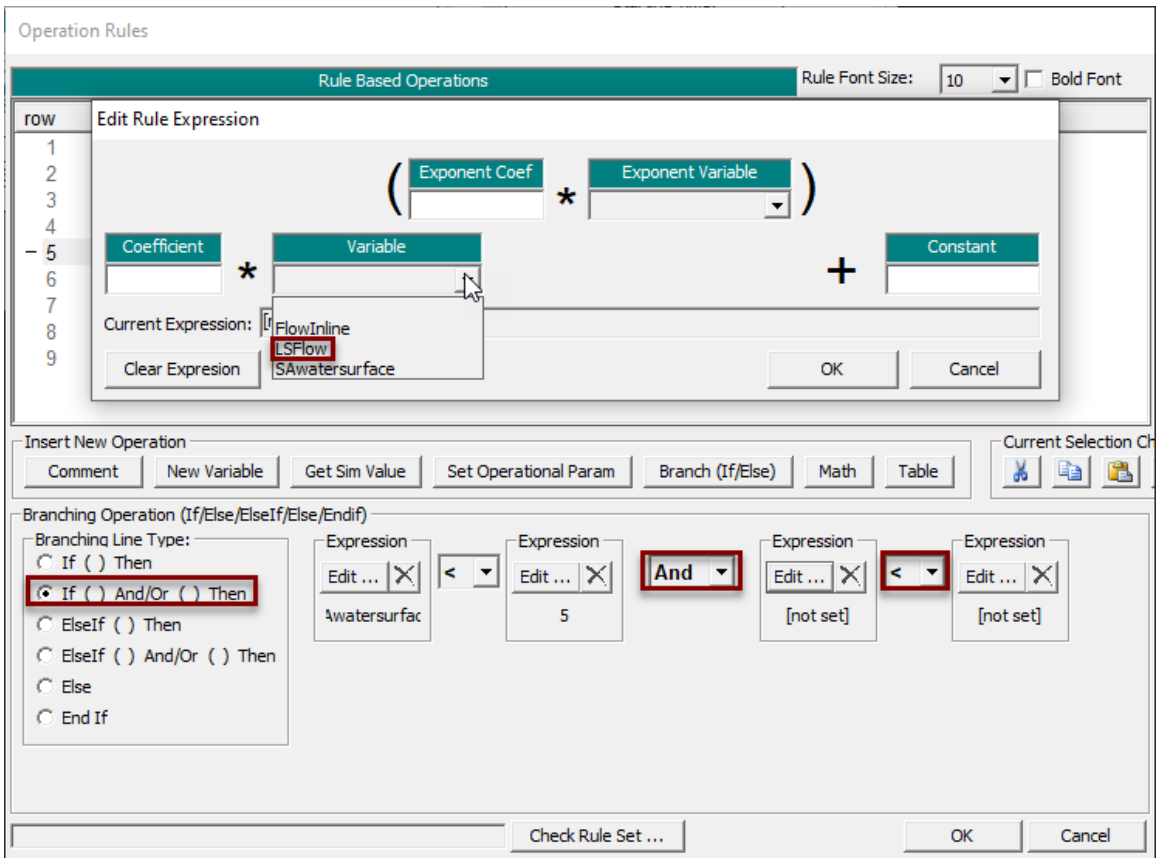 Operation Rules
Rule Based Operations Rule Font Size: 10 Bold Font
row Edit Rule Expression
1
2
3
4
5
6
7
8
9
( Exponent Coef * Exponent Variable )
Coefficient * Variable + Constant
FlowInline
LSFlow
SAwatersurface
Current Expression:
Clear Expresion OK Cancel
Insert New Operation Current Selection Ch
Comment New Variable Get Sim Value Set Operational Param Branch (If/Else) Math Table
Branching Operation (If/Else/ElseIf/Else/Endif)
Branching Line Type:
If ( ) Then
If ( ) And/Or ( ) Then
ElseIf ( ) Then
ElseIf ( ) And/Or ( ) Then
Else
End If
Expression < Expression And Expression < Expression
Edit ... Edit ... Edit ... Edit ...
Awatersurfac 5 [not set] [not set]
Check Rule Set ... OK Cancel